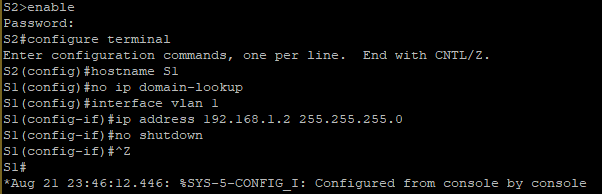 S2>enable
Password:
S2#configure terminal
Enter configuration commands, one per line.  End with CNTL/Z.
S2(config)#hostname S1
S1(config)#no ip domain-lookup
S1(config)#interface vlan 1
S1(config-if)#ip address 192.168.1.2 255.255.255.0
S1(config-if)#no shutdown
S1(config-if)#^Z
S1#
*Aug 21 23:46:12.446: %SYS-5-CONFIG_I: Configured from console by console